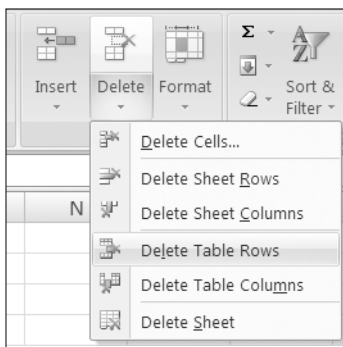 Insert Delete Format Sort &
Filter
Delete Cells...
Delete Sheet Rows
N
Delete Sheet Columns
Delete Table Rows
Delete Table Columns
Delete Sheet